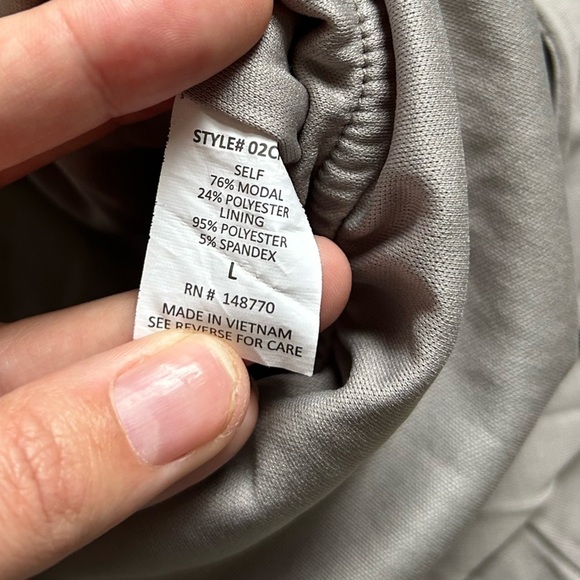 STYLE# 02C
SELF
76% MODAL
24% POLYESTER
LINING
95% POLYESTER
5% SPANDEX
L
RN # 148770
MADE IN VIETNAM
SEE REVERSE FOR CARE